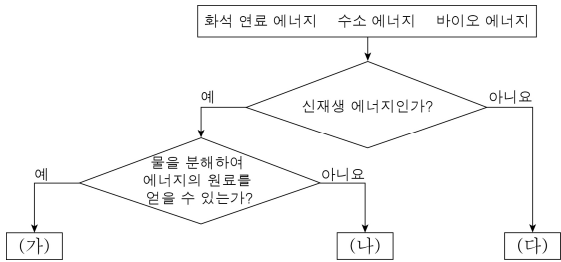 화석 연료 에너지 수소 에너지 바이오 에너지
신재생 에너지인가?
예
아니요
물을 분해하여
에너지의 원료를
얻을 수 있는가?
예
아니요
(가)
(나)
(다)